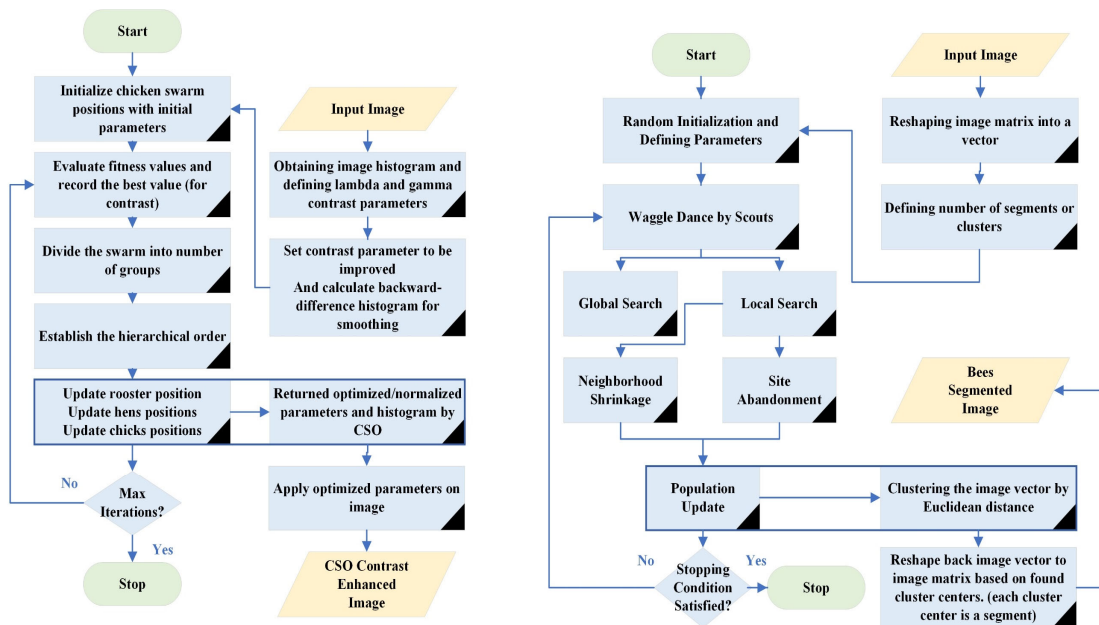 Start
Initialize chicken swarm
positions with initial
parameters
Evaluate fitness values and
record the best value (for
contrast)
Divide the swarm into number
of groups
Establish the hierarchical order
Update rooster position
Update hens positions
Update chicks positions
No
Max
Iterations?
Yes
Stop
Input Image
Obtaining image histogram and
defining lambda and gamma
contrast parameters
Set contrast parameter to be
improved
And calculate backward-
difference histogram for
smoothing
Returned optimized/normalized
parameters and histogram by
CSO
Apply optimized parameters on
image
CSO Contrast
Enhanced
Image
Start
Random Initialization and
Defining Parameters
Waggle Dance by Scouts
Global Search
Local Search
Neighborhood
Shrinkage
Site
Abandonment
Population
Update
No
Stopping
Condition
Satisfied?
Yes
Stop
Input Image
Reshaping image matrix into a
vector
Defining number of segments or
clusters
Bees
Segmented
Image
Clustering the image vector by
Euclidean distance
Reshape back image vector to
image matrix based on found
cluster centers. (each cluster
center is a segment)